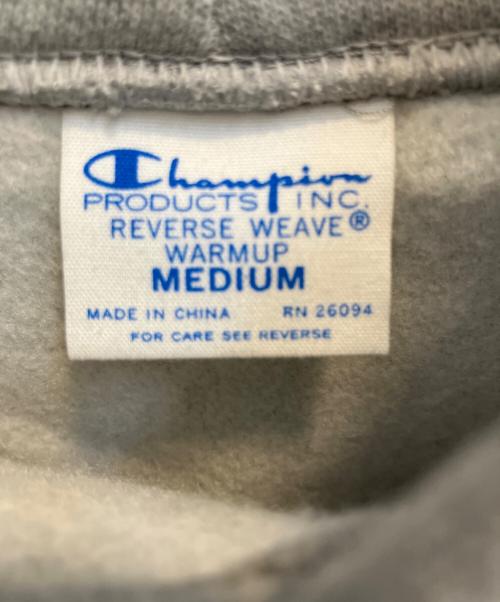 Champion
PRODUCTS INC.
REVERSE WEAVE®
WARMUP
MEDIUM
MADE IN CHINA RN 26094
FOR CARE SEE REVERSE